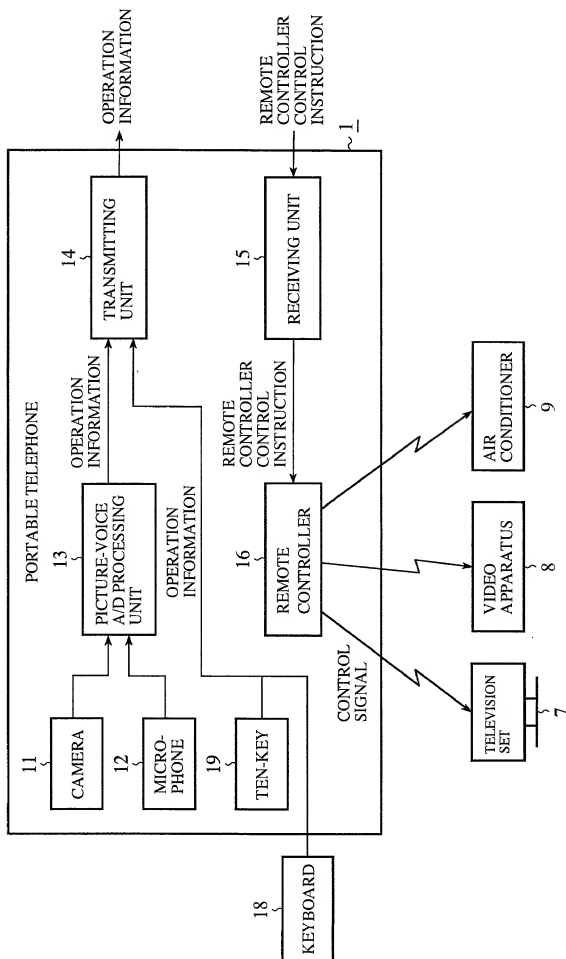 PORTABLE TELEPHONE
11
CAMERA
12
MICRO-
PHONE
19
TEN-KEY
18
KEYBOARD
13
PICTURE-VOICE
A/D PROCESSING
UNIT
OPERATION
INFORMATION
OPERATION
INFORMATION
14
TRANSMITTING
UNIT
OPERATION
INFORMATION
REMOTE
CONTROLLER
CONTROL
INSTRUCTION
1
15
RECEIVING UNIT
REMOTE
CONTROLLER
CONTROL
INSTRUCTION
16
REMOTE
CONTROLLER
CONTROL
SIGNAL
TELEVISION
SET
7
VIDEO
APPARATUS
8
AIR
CONDITIONER
9